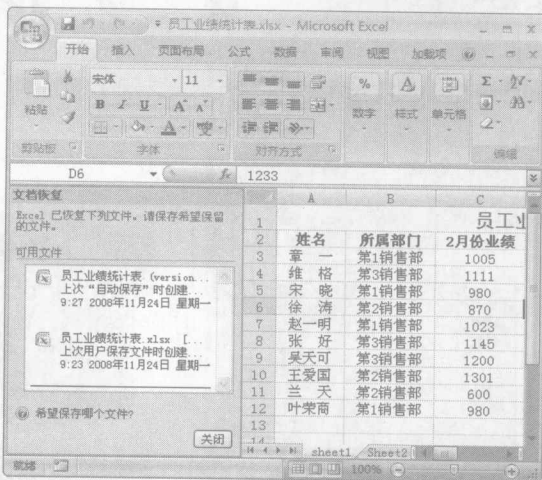 员工业绩统计表.xlsx - Microsoft Excel
开始 插入 页面布局 公式 数据 审阅 视图 加载项
宋体 11
粘贴 B I U A A % A Σ
数字 样式 单元格
剪贴板 字体 对齐方式 编辑
D6 fx 1233
文档恢复
Excel 已恢复下列文件。请保存希望保留
的文件。
可用文件
员工业绩统计表 (version...
上次“自动保存”时创建...
9:27 2008年11月24日 星期一
员工业绩统计表.xlsx [...
上次用户保存文件时创建...
9:23 2008年11月24日 星期一
希望保存哪个文件?
关闭
A B C
1 员工业
2 姓名 所属部门 2月份业绩
3 章 一 第1销售部 1005
4 维 格 第3销售部 1111
5 宋 晓 第1销售部 980
6 徐 涛 第2销售部 870
7 赵一明 第1销售部 1023
8 张 好 第3销售部 1145
9 吴天可 第3销售部 1200
10 王爱国 第2销售部 1301
11 兰 天 第2销售部 600
12 叶荣商 第1销售部 980
13
14
sheet1 Sheet2
就绪 100%